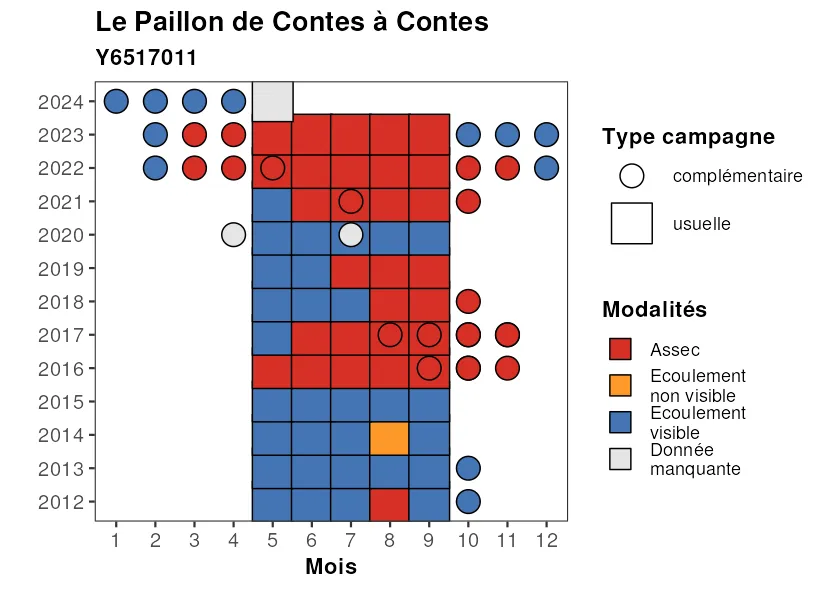 Le Paillon de Contes à Contes
Y6517011
2024
2023
2022
2021
2020
2019
2018
2017
2016
2015
2014
2013
2012
1 2 3 4 5 6 7 8 9 10 11 12
Mois
Type campagne
complémentaire
usuelle
Modalités
Assec
Ecoulement
non visible
Ecoulement
visible
Donnée
manquante